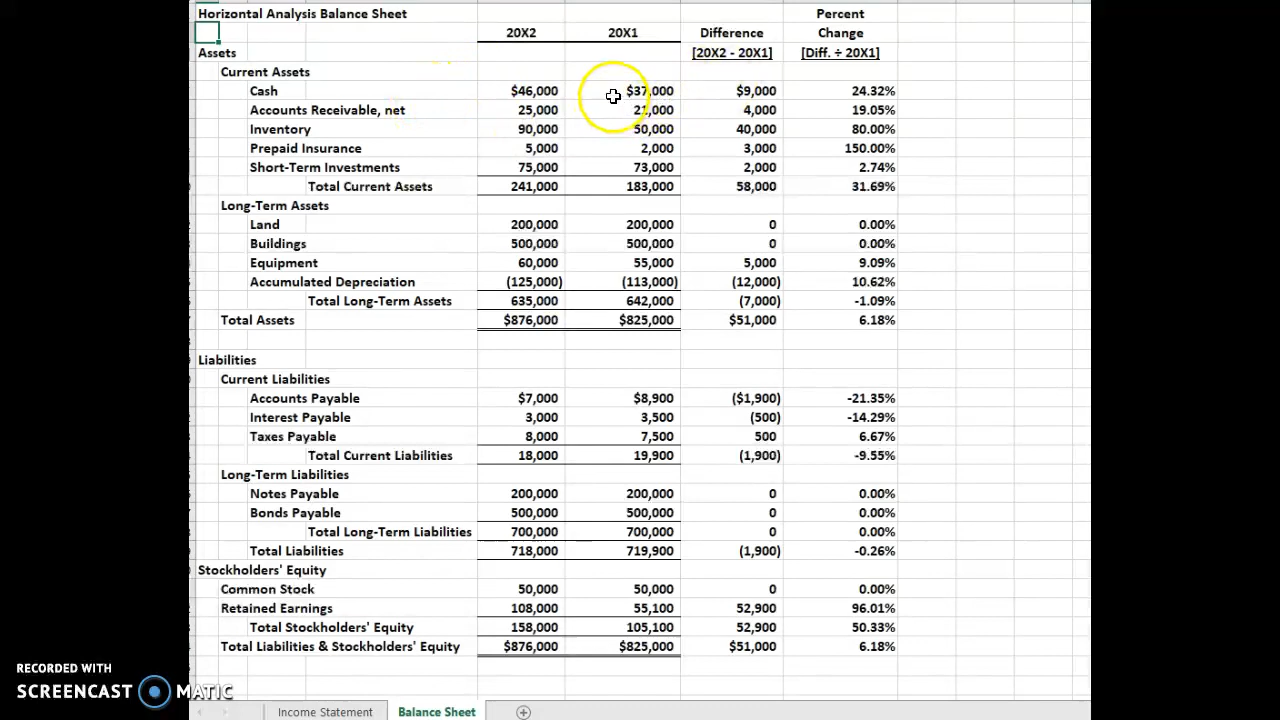 Horizontal Analysis Balance Sheet Percent
20X2 20X1 Difference Change
Assets [20X2 - 20X1] [Diff. ÷ 20X1]
Current Assets
Cash $46,000 $37,000 $9,000 24.32%
Accounts Receivable, net 25,000 21,000 4,000 19.05%
Inventory 90,000 50,000 40,000 80.00%
Prepaid Insurance 5,000 2,000 3,000 150.00%
Short-Term Investments 75,000 73,000 2,000 2.74%
Total Current Assets 241,000 183,000 58,000 31.69%
Long-Term Assets
Land 200,000 200,000 0 0.00%
Buildings 500,000 500,000 0 0.00%
Equipment 60,000 55,000 5,000 9.09%
Accumulated Depreciation (125,000) (113,000) (12,000) 10.62%
Total Long-Term Assets 635,000 642,000 (7,000) -1.09%
Total Assets $876,000 $825,000 $51,000 6.18%
Liabilities
Current Liabilities
Accounts Payable $7,000 $8,900 ($1,900) -21.35%
Interest Payable 3,000 3,500 (500) -14.29%
Taxes Payable 8,000 7,500 500 6.67%
Total Current Liabilities 18,000 19,900 (1,900) -9.55%
Long-Term Liabilities
Notes Payable 200,000 200,000 0 0.00%
Bonds Payable 500,000 500,000 0 0.00%
Total Long-Term Liabilities 700,000 700,000 0 0.00%
Total Liabilities 718,000 719,900 (1,900) -0.26%
Stockholders' Equity
Common Stock 50,000 50,000 0 0.00%
Retained Earnings 108,000 55,100 52,900 96.01%
Total Stockholders' Equity 158,000 105,100 52,900 50.33%
Total Liabilities & Stockholders' Equity $876,000 $825,000 $51,000 6.18%
RECORDED WITH
SCREENCAST MATIC
Income Statement Balance Sheet